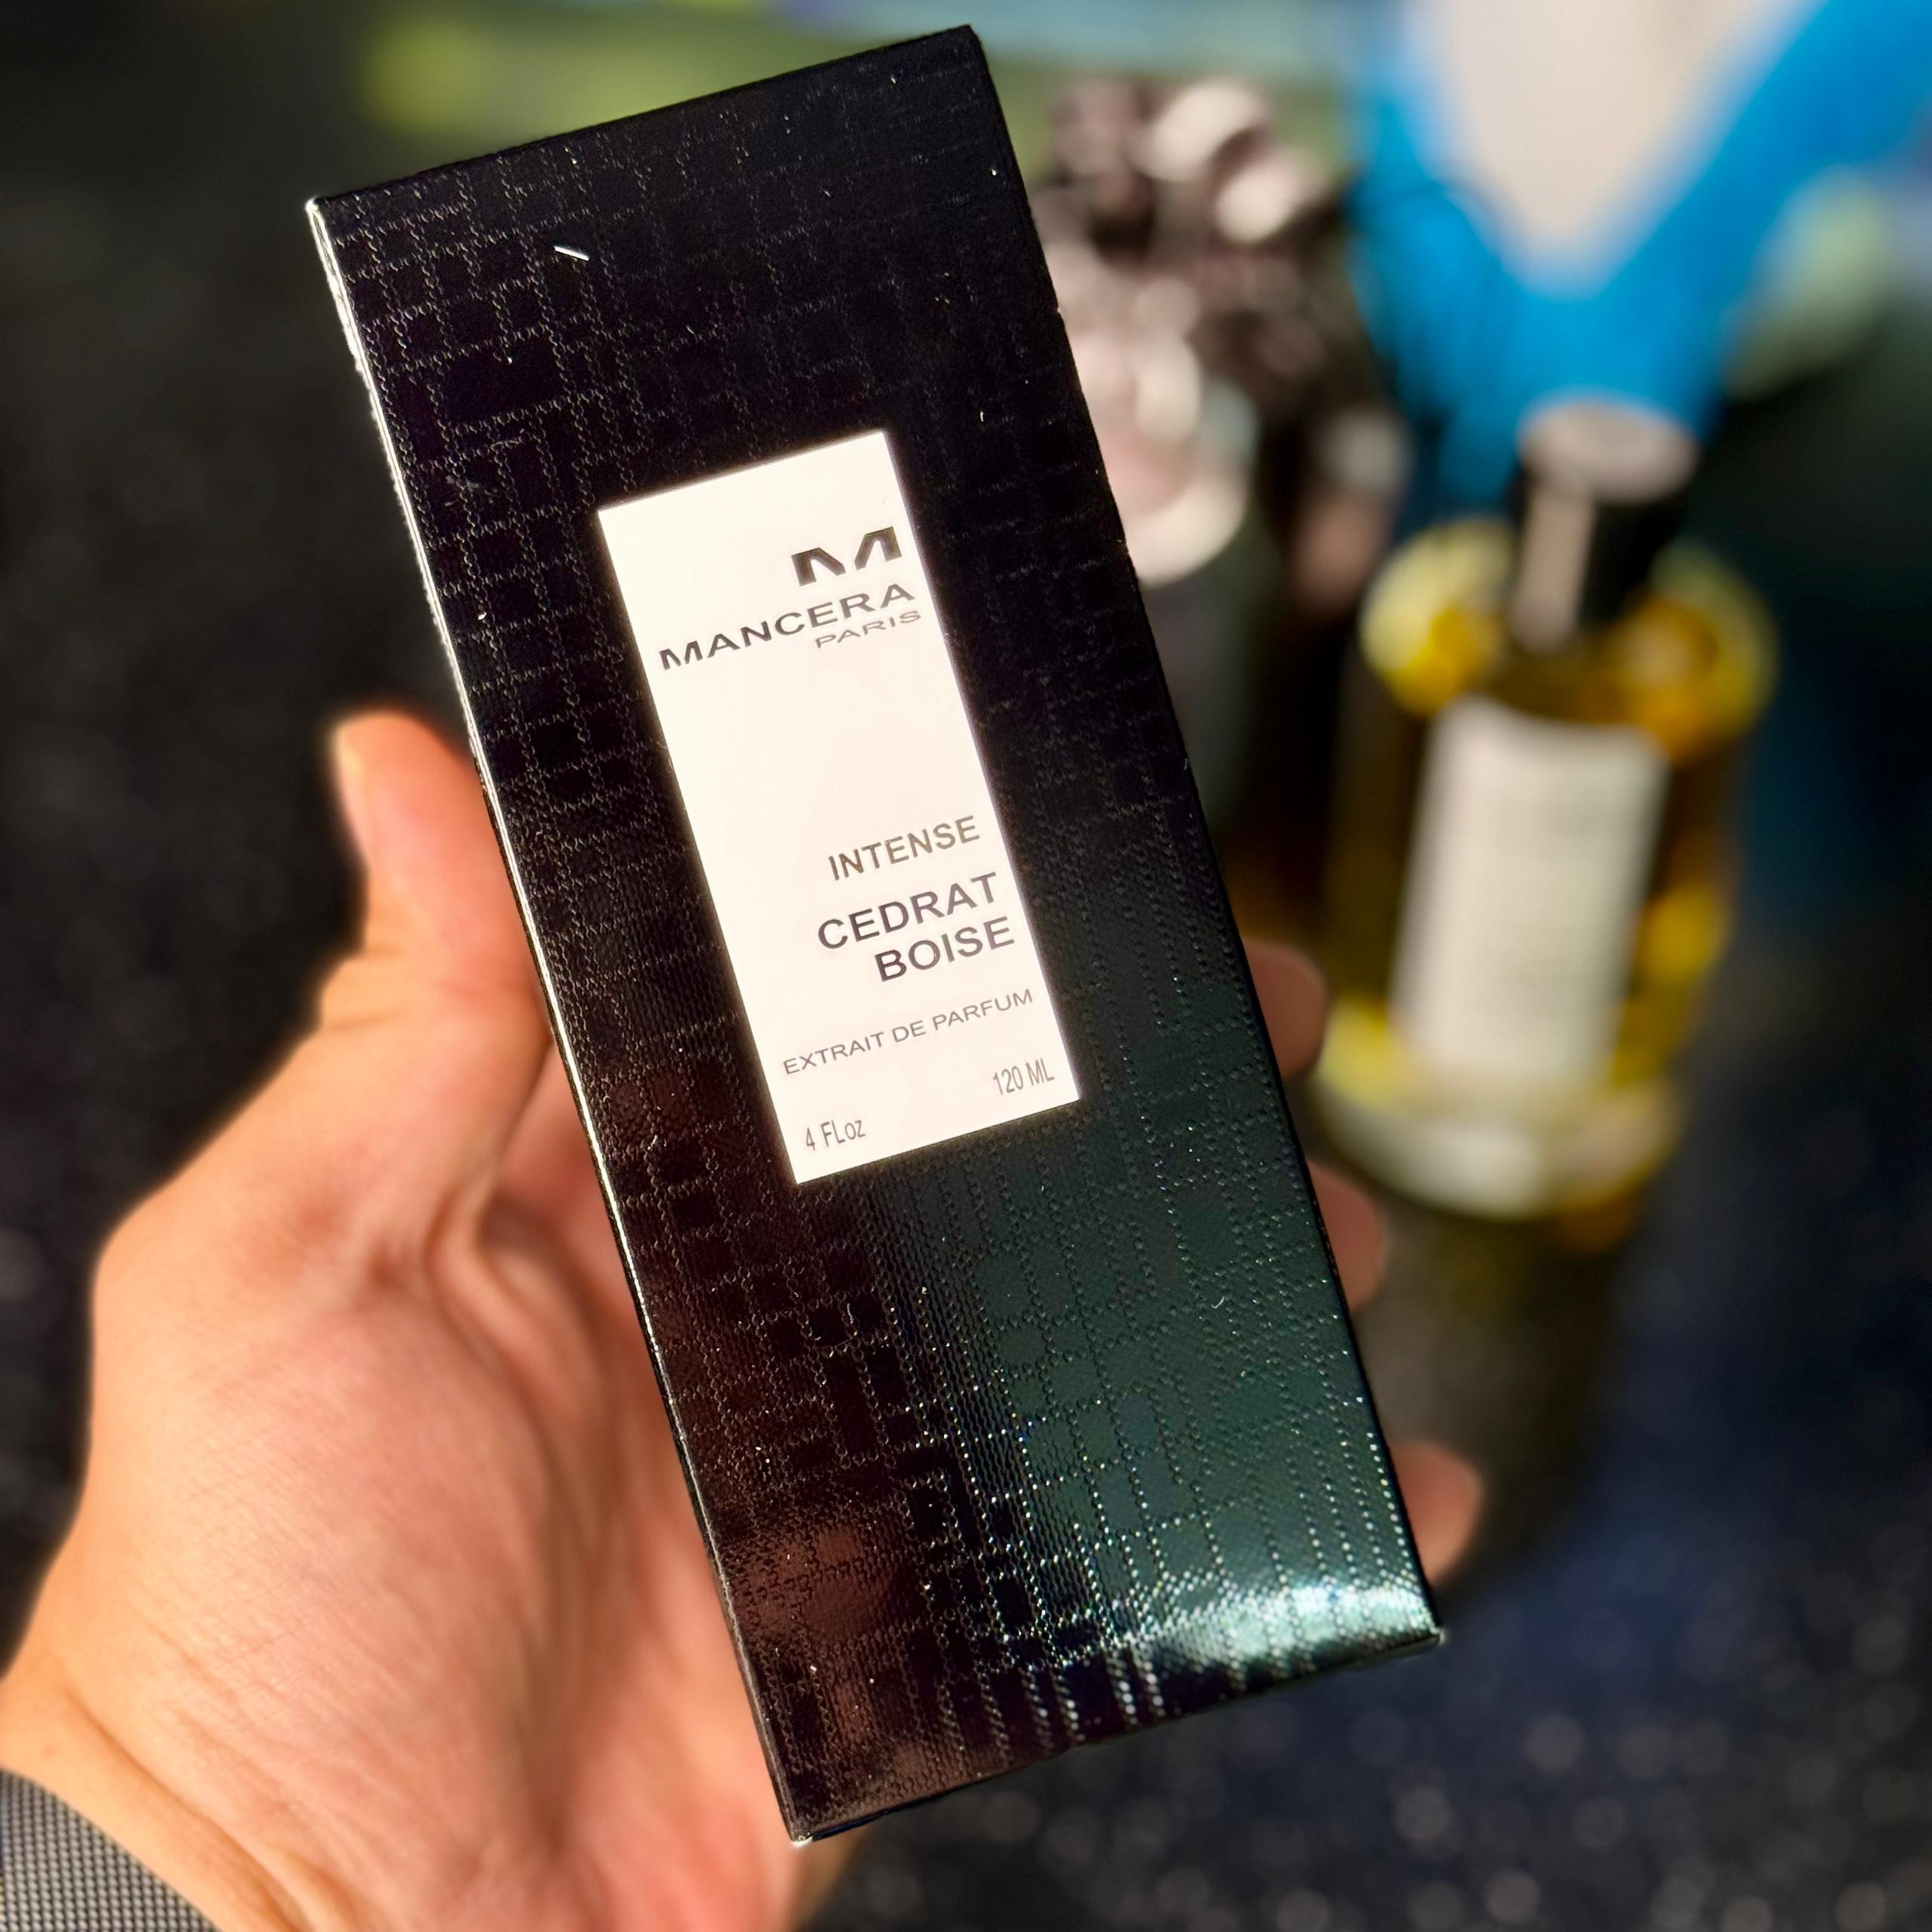 M
MANCERA
PARIS
INTENSE
CEDRAT
BOISE
EXTRAIT DE PARFUM
4 FLoz 120 ML